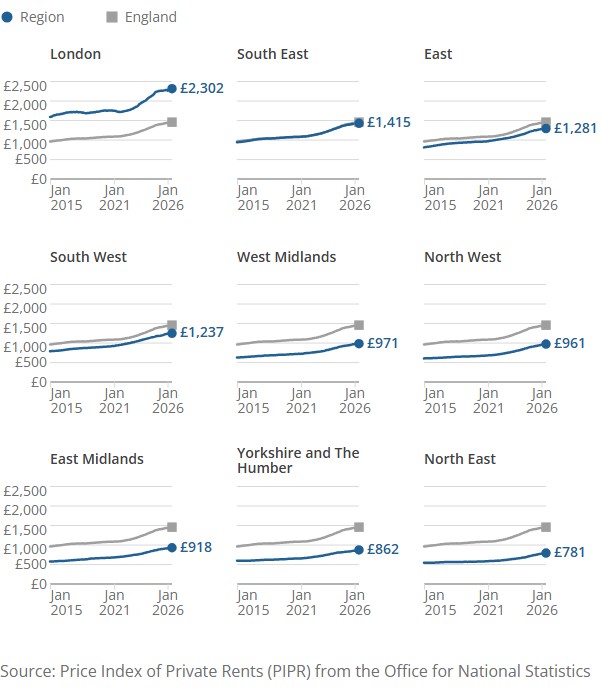 Region England
London South East East
£2,500
£2,000
£1,500
£1,000
£500
£0
£2,302 £1,415 £1,281
Jan 2015 Jan 2021 Jan 2026 Jan 2015 Jan 2021 Jan 2026 Jan 2015 Jan 2021 Jan 2026
South West West Midlands North West
£2,500
£2,000
£1,500
£1,000
£500
£0
£1,237 £971 £961
Jan 2015 Jan 2021 Jan 2026 Jan 2015 Jan 2021 Jan 2026 Jan 2015 Jan 2021 Jan 2026
East Midlands Yorkshire and The Humber North East
£2,500
£2,000
£1,500
£1,000
£500
£0
£918 £862 £781
Jan 2015 Jan 2021 Jan 2026 Jan 2015 Jan 2021 Jan 2026 Jan 2015 Jan 2021 Jan 2026
Source: Price Index of Private Rents (PIPR) from the Office for National Statistics